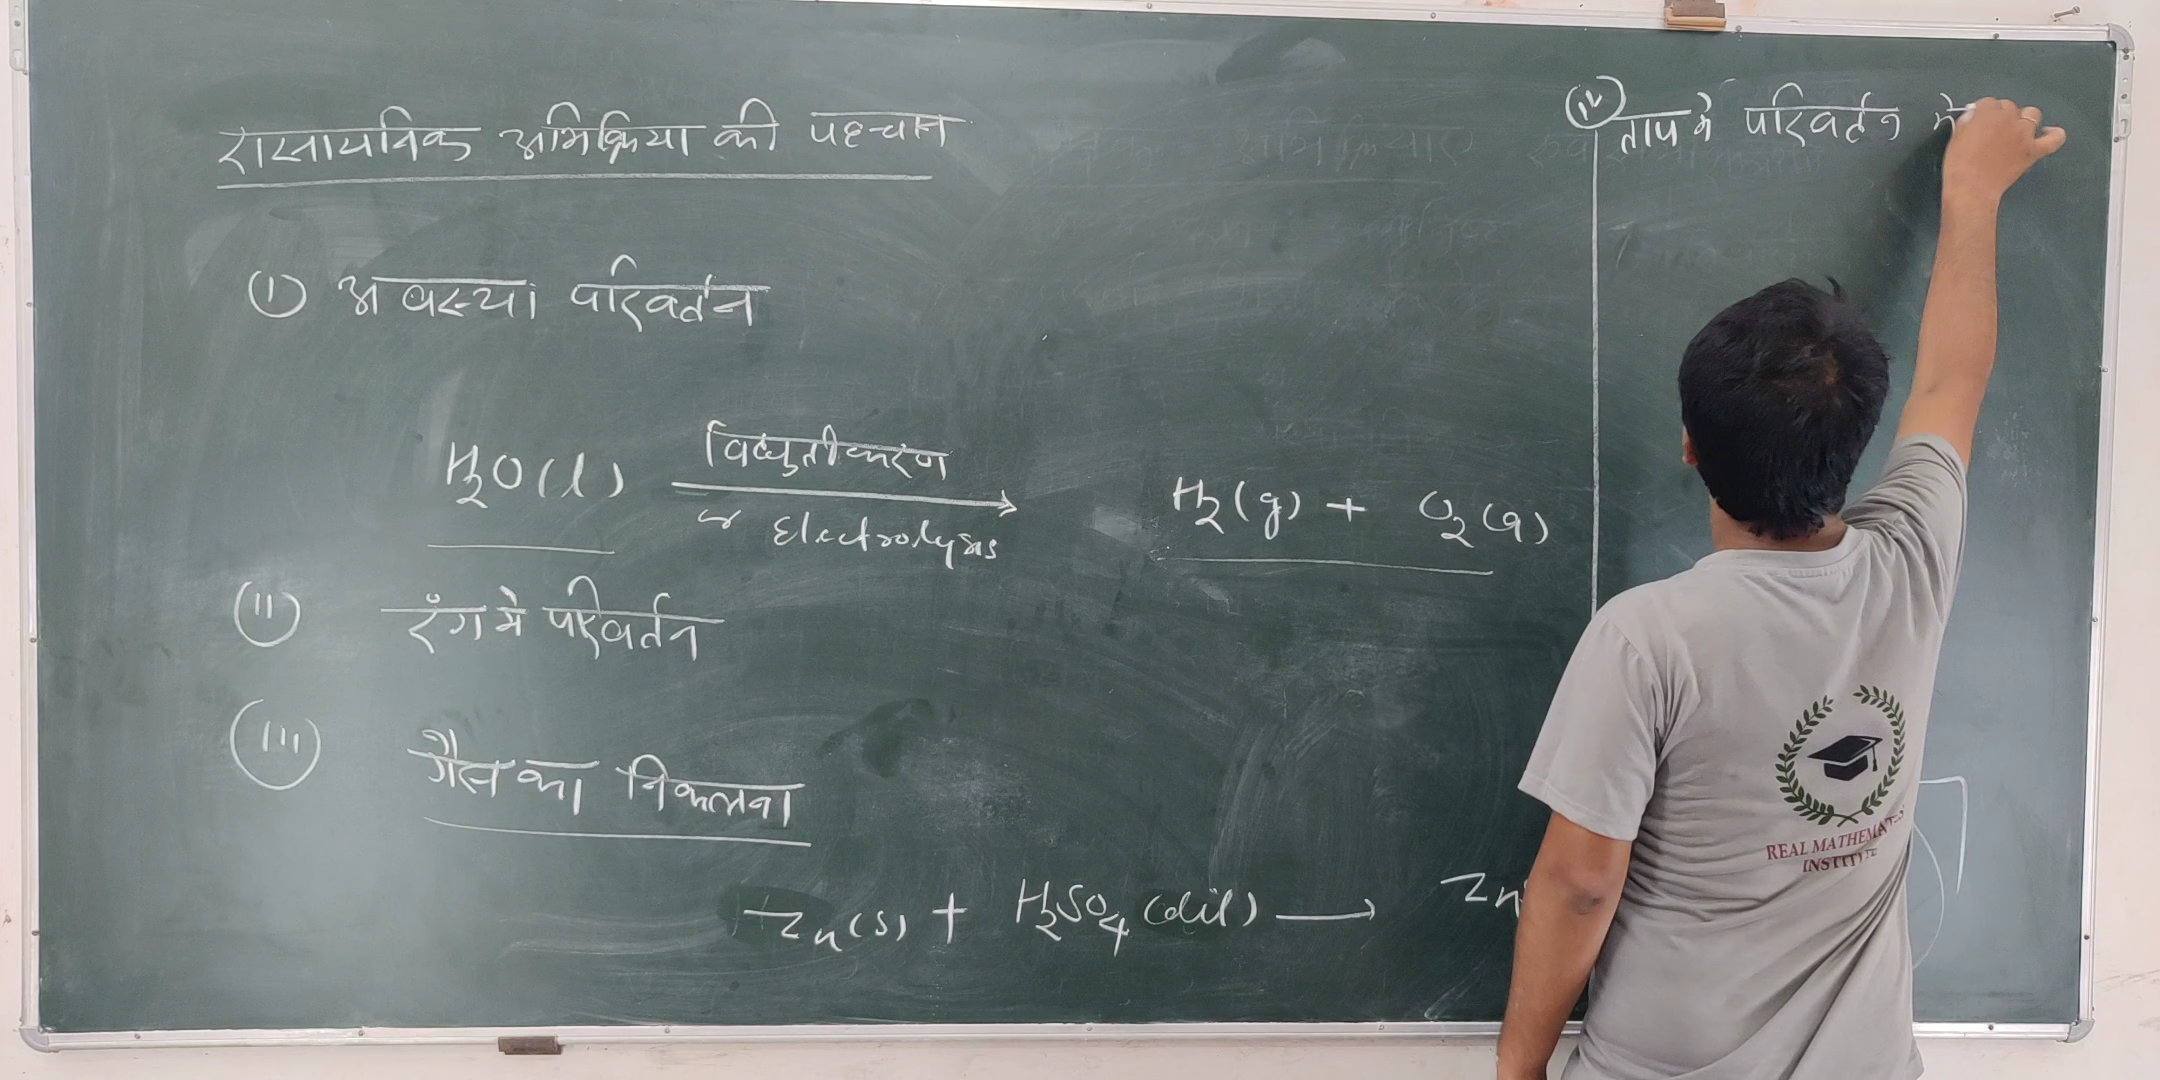 रासायनिक अभिक्रिया की पहचान
(I) अवस्था परिवर्तन
H₂O(l) विद्युतीकरण → H₂(g) + O₂(g)
Electrolysis
(II) रंग मे परिवर्तन
(III) गैस का निकलना
Zn(s) + H₂SO₄(dil) → Zn
(iv) ताप मे परिवर्तन
REAL MATHEMATICS
INSTITUTE